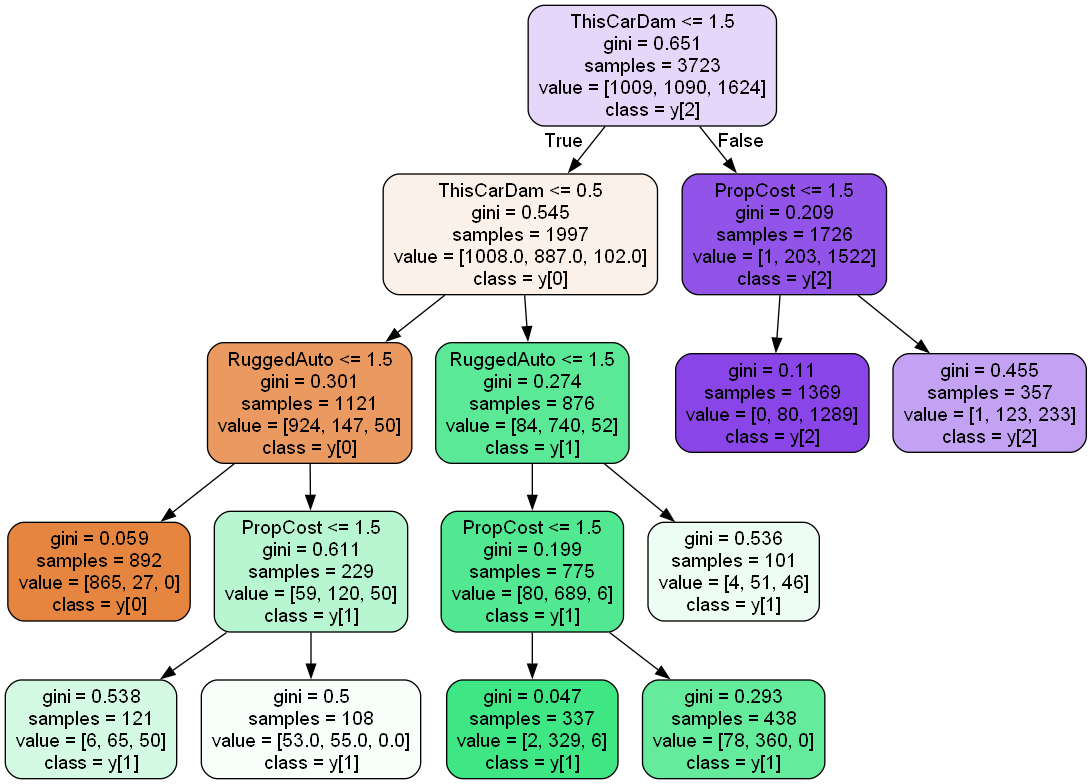 ThisCarDam <= 1.5
gini = 0.651
samples = 3723
value = [1009, 1090, 1624]
class = y[2]
True
False
ThisCarDam <= 0.5
gini = 0.545
samples = 1997
value = [1008.0, 887.0, 102.0]
class = y[0]
PropCost <= 1.5
gini = 0.209
samples = 1726
value = [1, 203, 1522]
class = y[2]
RuggedAuto <= 1.5
gini = 0.301
samples = 1121
value = [924, 147, 50]
class = y[0]
RuggedAuto <= 1.5
gini = 0.274
samples = 876
value = [84, 740, 52]
class = y[1]
gini = 0.11
samples = 1369
value = [0, 80, 1289]
class = y[2]
gini = 0.455
samples = 357
value = [1, 123, 233]
class = y[2]
gini = 0.059
samples = 892
value = [865, 27, 0]
class = y[0]
PropCost <= 1.5
gini = 0.611
samples = 229
value = [59, 120, 50]
class = y[1]
PropCost <= 1.5
gini = 0.199
samples = 775
value = [80, 689, 6]
class = y[1]
gini = 0.536
samples = 101
value = [4, 51, 46]
class = y[1]
gini = 0.538
samples = 121
value = [6, 65, 50]
class = y[1]
gini = 0.5
samples = 108
value = [53.0, 55.0, 0.0]
class = y[1]
gini = 0.047
samples = 337
value = [2, 329, 6]
class = y[1]
gini = 0.293
samples = 438
value = [78, 360, 0]
class = y[1]